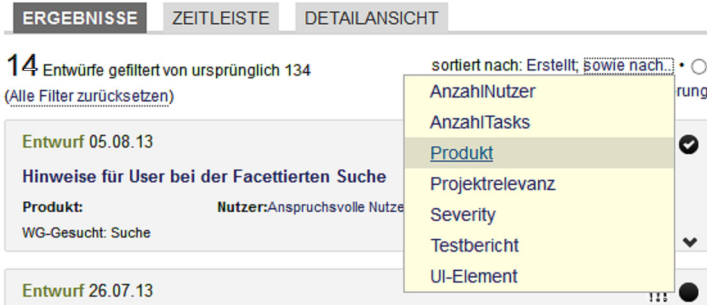 ERGEBNISSE ZEITLEISTE DETAILANSICHT
14 Entwürfe gefiltert von ursprünglich 134
sortiert nach: Erstellt; sowie nach... •
(Alle Filter zurücksetzen)
AnzahlNutzer
AnzahlTasks
Produkt
Projektrelevanz
Severity
Testbericht
UI-Element
Entwurf 05.08.13
Hinweise für User bei der Facettierten Suche
Produkt: Nutzer:Anspruchsvolle Nutze
WG-Gesucht: Suche
Entwurf 26.07.13
!!!